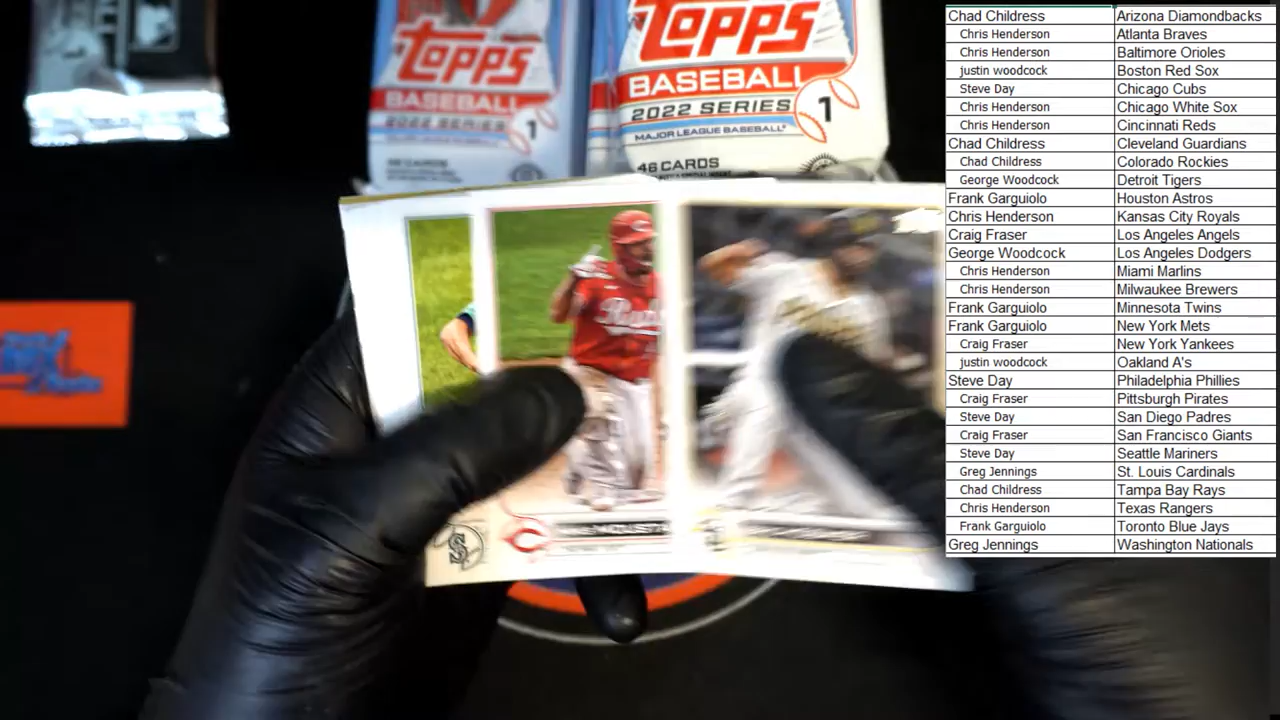 TOPPS
BASEBALL
2022 SERIES 1
TOPPS
BASEBALL
2022 SERIES 1
MAJOR LEAGUE BASEBALL
46 CARDS
Reds
C
S
Chad Childress Arizona Diamondbacks
Chris Henderson Atlanta Braves
Chris Henderson Baltimore Orioles
justin woodcock Boston Red Sox
Steve Day Chicago Cubs
Chris Henderson Chicago White Sox
Chris Henderson Cincinnati Reds
Chad Childress Cleveland Guardians
Chad Childress Colorado Rockies
George Woodcock Detroit Tigers
Frank Garguiolo Houston Astros
Chris Henderson Kansas City Royals
Craig Fraser Los Angeles Angels
George Woodcock Los Angeles Dodgers
Chris Henderson Miami Marlins
Chris Henderson Milwaukee Brewers
Frank Garguiolo Minnesota Twins
Frank Garguiolo New York Mets
Craig Fraser New York Yankees
justin woodcock Oakland A's
Steve Day Philadelphia Phillies
Craig Fraser Pittsburgh Pirates
Steve Day San Diego Padres
Craig Fraser San Francisco Giants
Steve Day Seattle Mariners
Greg Jennings St. Louis Cardinals
Chad Childress Tampa Bay Rays
Chris Henderson Texas Rangers
Frank Garguiolo Toronto Blue Jays
Greg Jennings Washington Nationals